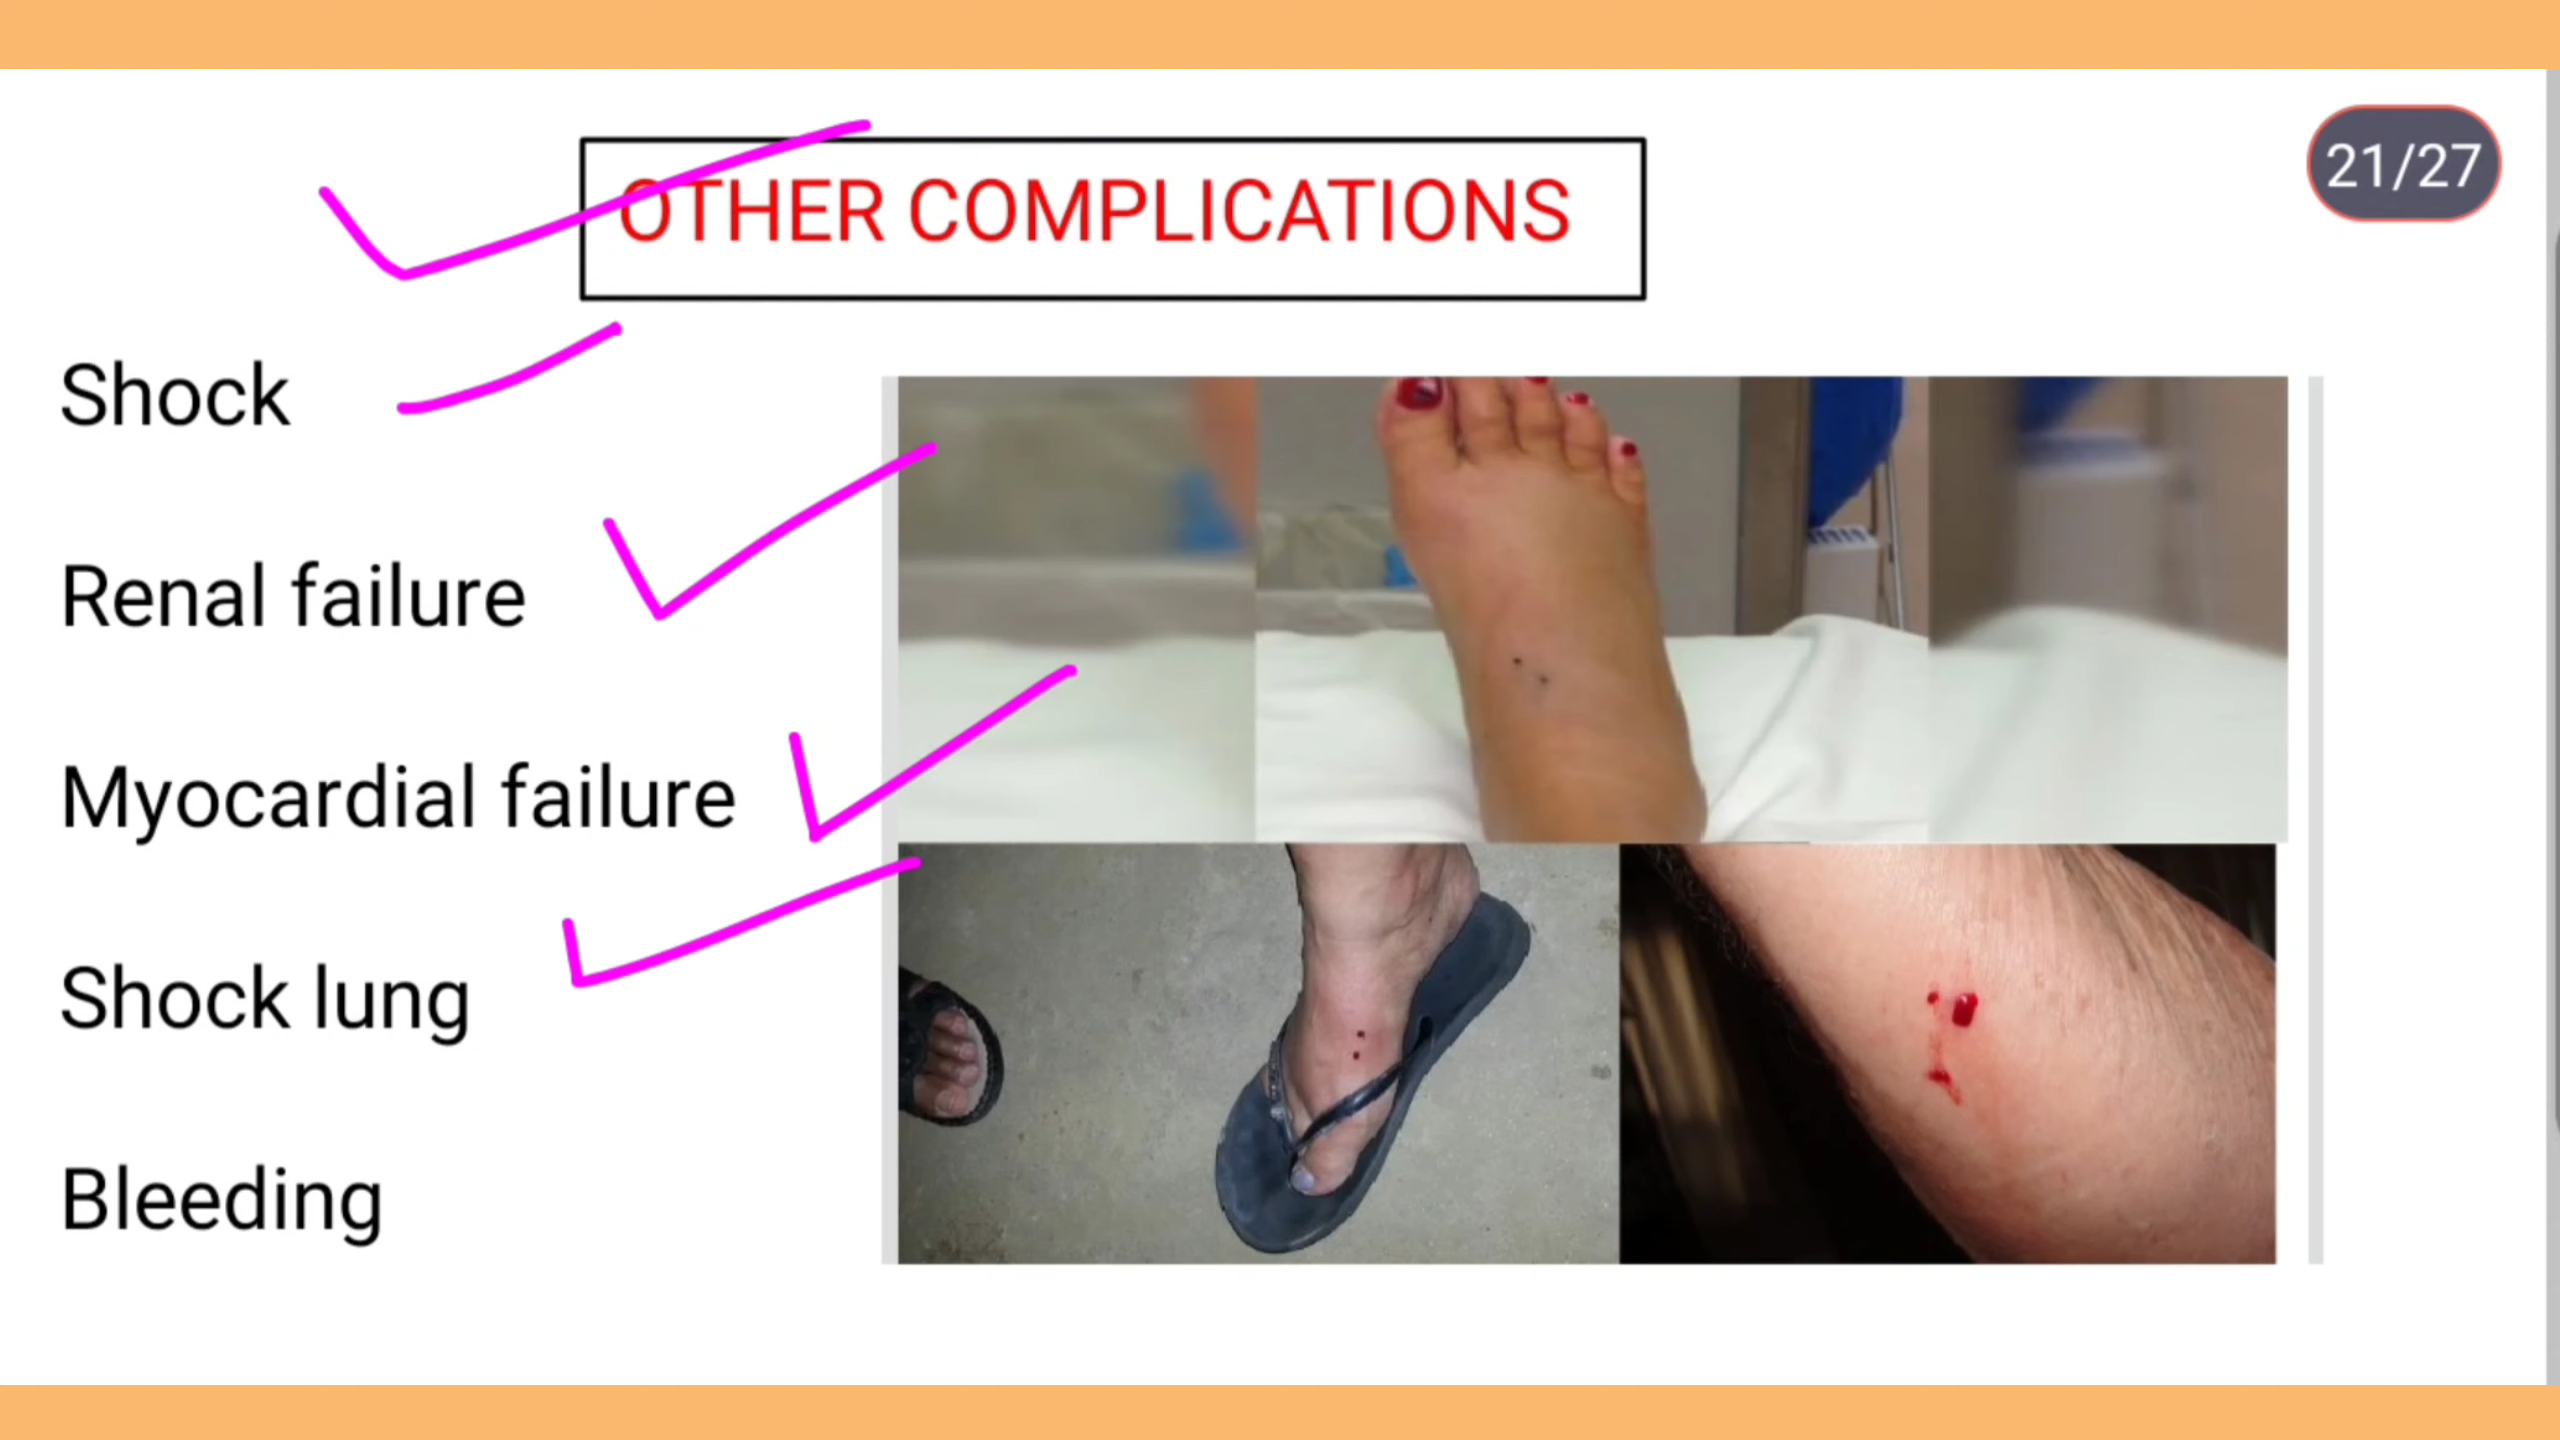 OTHER COMPLICATIONS
21/27
Shock
Renal failure
Myocardial failure
Shock lung
Bleeding